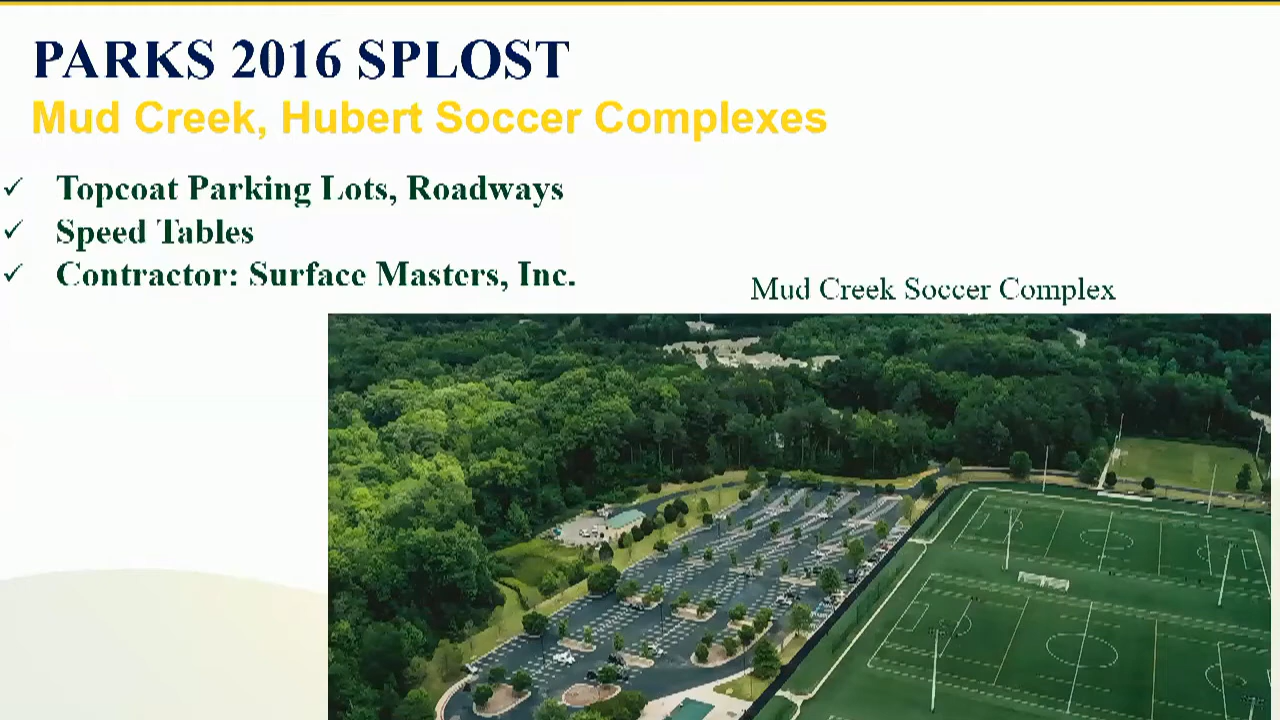 PARKS 2016 SPLOST
Mud Creek, Hubert Soccer Complexes
✓ Topcoat Parking Lots, Roadways
✓ Speed Tables
✓ Contractor: Surface Masters, Inc.
Mud Creek Soccer Complex